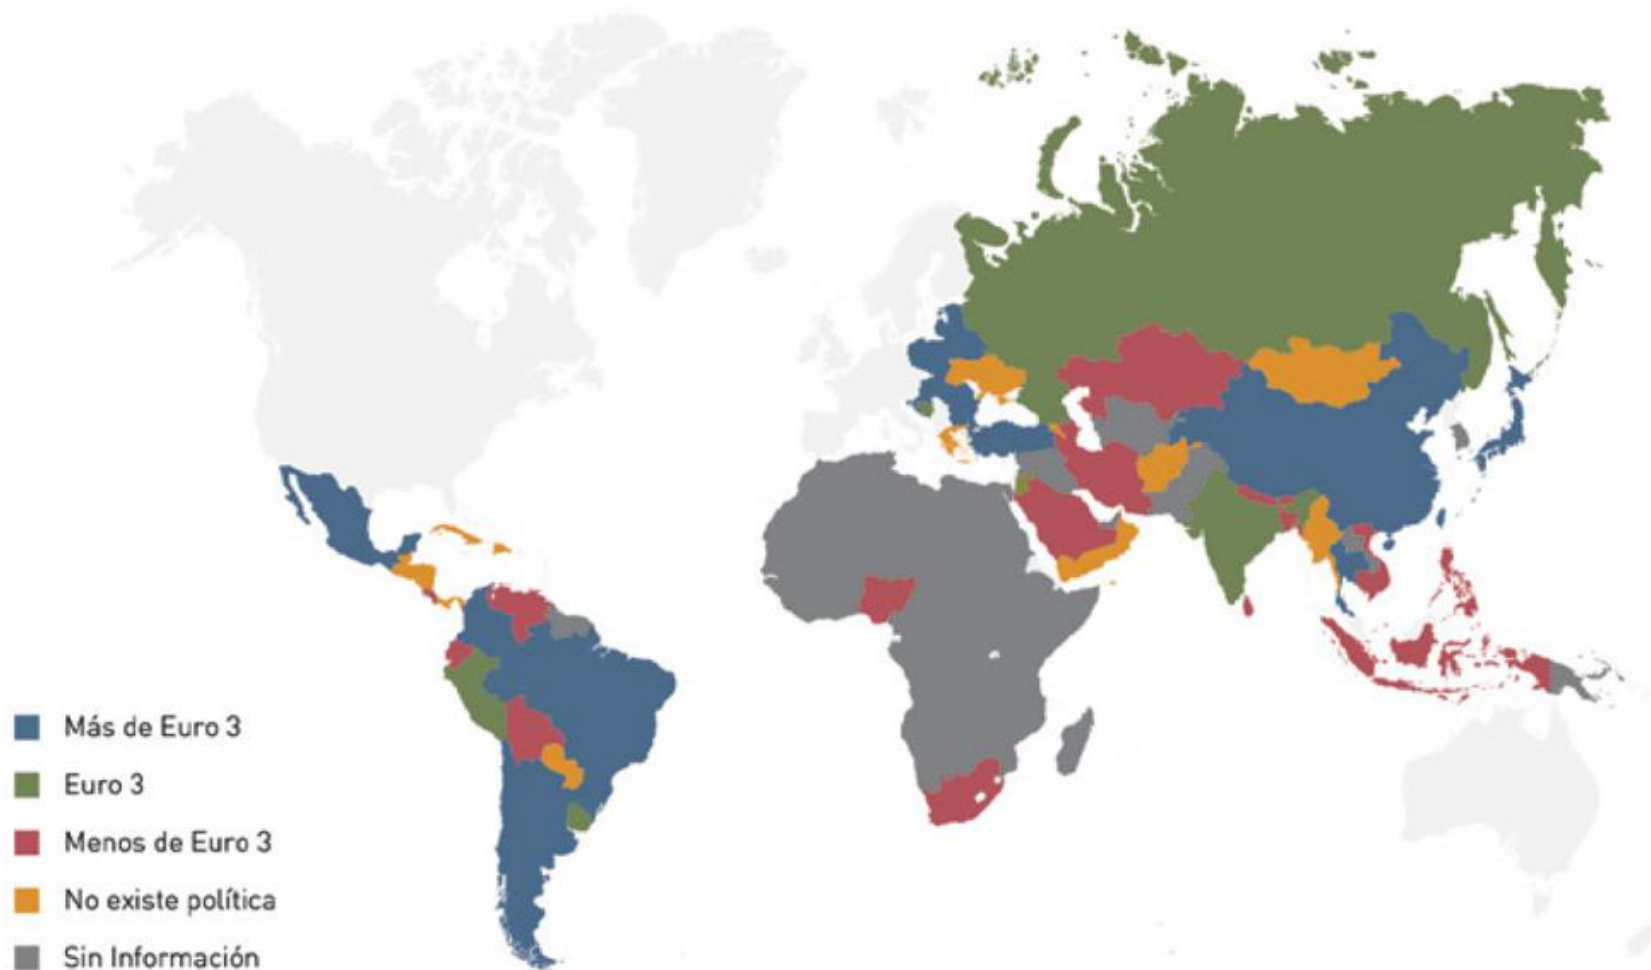 Más de Euro 3
Euro 3
Menos de Euro 3
No existe política
Sin Información